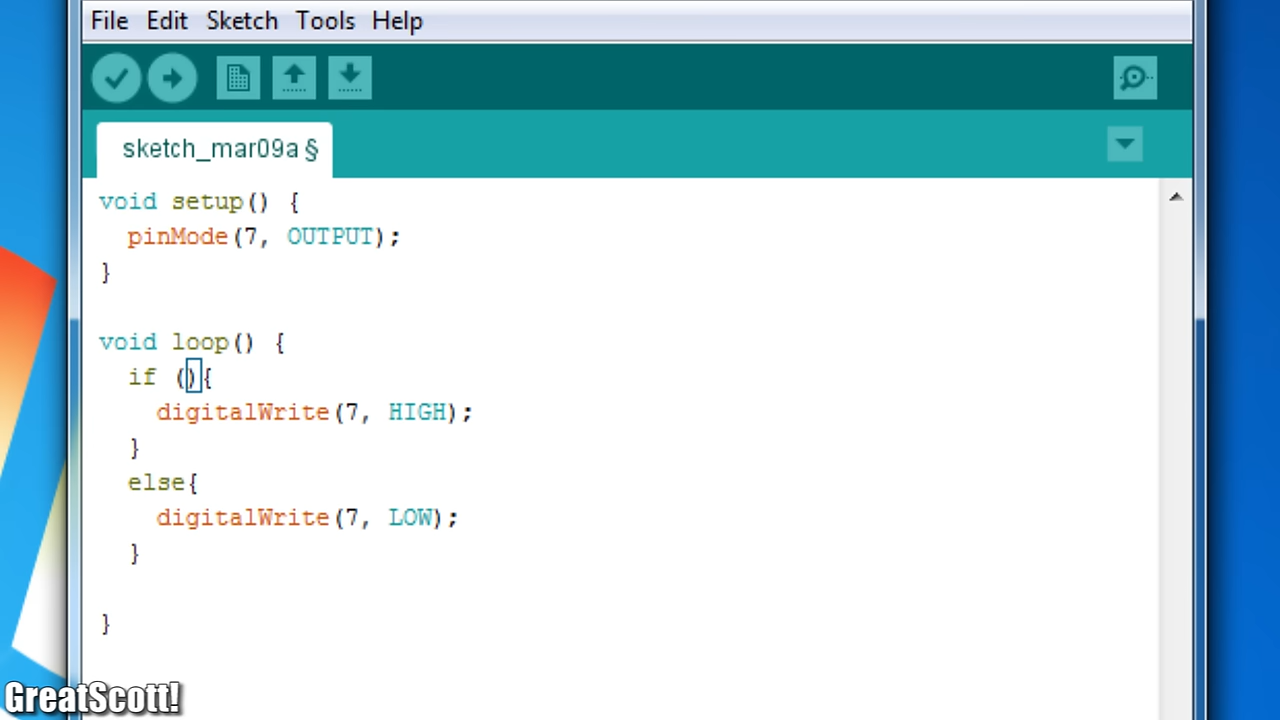 File Edit Sketch Tools Help
sketch_mar09a §
void setup() {
  pinMode(7, OUTPUT);
}
void loop() {
  if (){
    digitalWrite(7, HIGH);
  }
  else{
    digitalWrite(7, LOW);
  }
}
GreatScott!